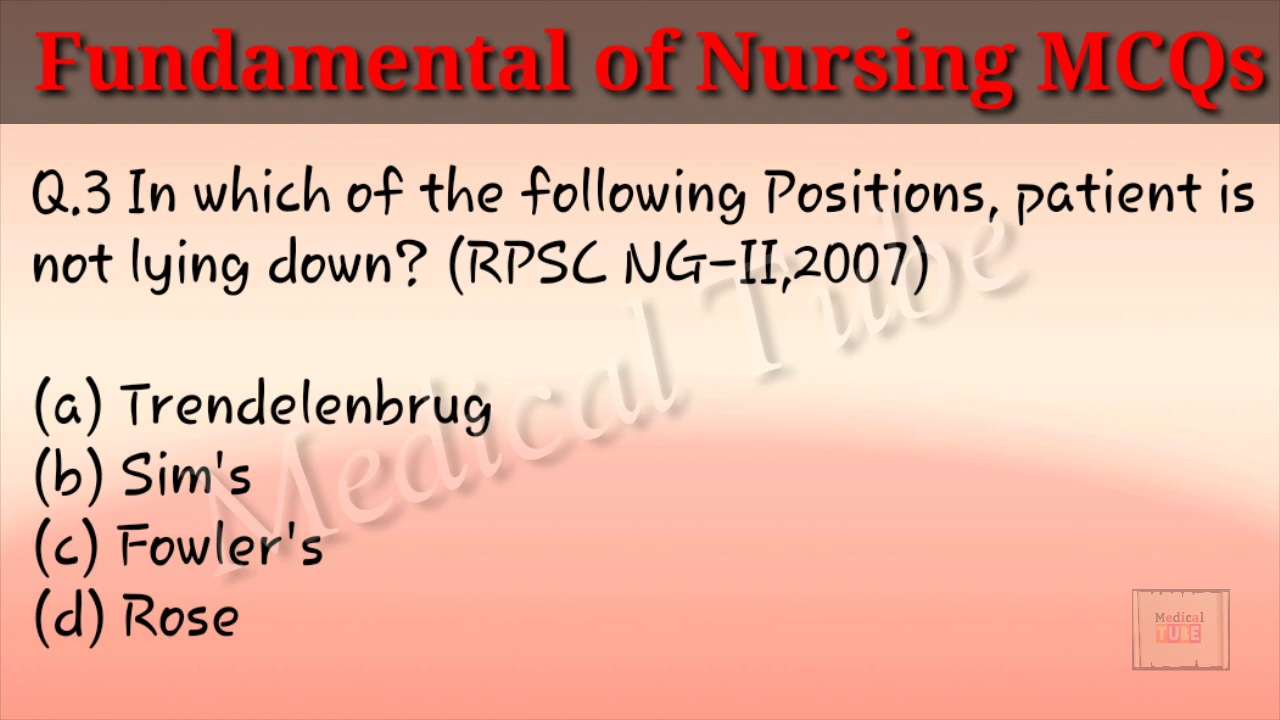 Fundamental of Nursing MCQs
Q.3 In which of the following Positions, patient is
not lying down? (RPSC NG-II,2007)
Medical Tube
(a) Trendelenbrug
(b) Sim's
(c) Fowler's
(d) Rose
Medical
TUBE